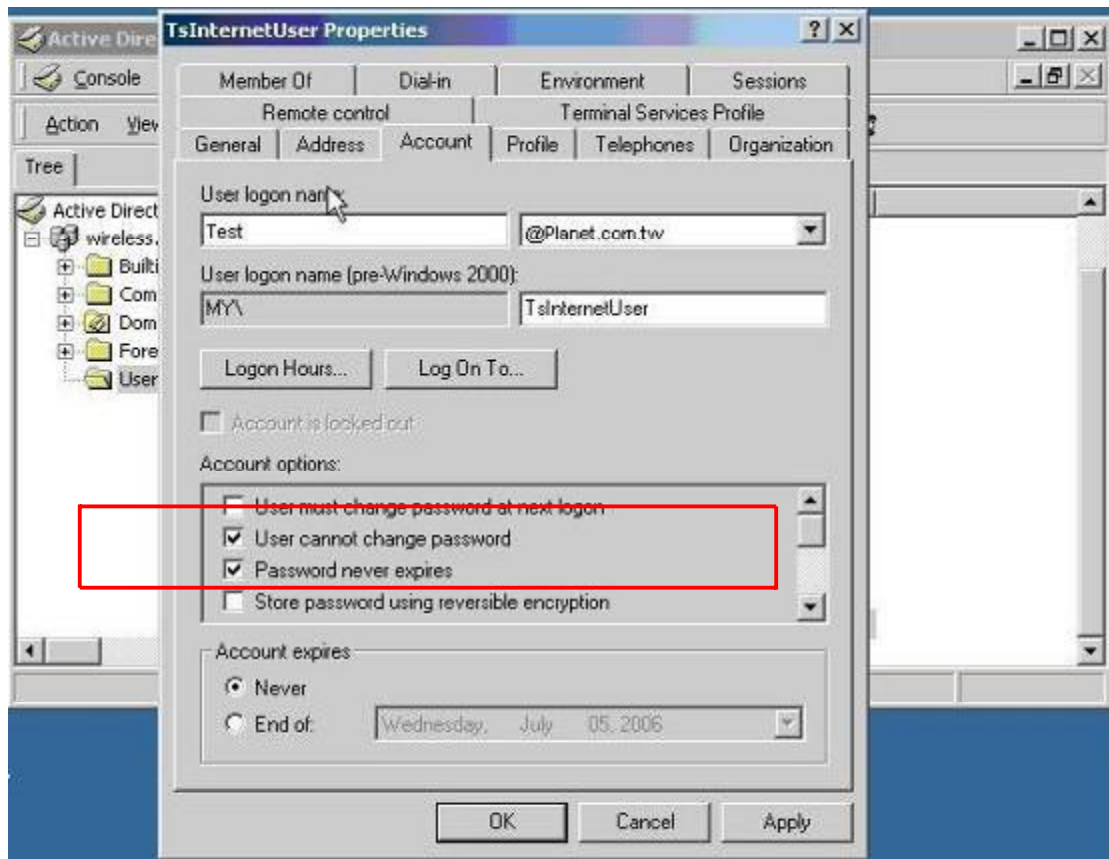 Active Dire
TsInternetUser Properties
Console
Action View
Tree
Active Direct
wireless.
Builti
Com
Dom
Fore
User
Member Of Dial-in Environment Sessions
Remote control Terminal Services Profile
General Address Account Profile Telephones Organization
User logon name:
Test @Planet.com.tw
User logon name (pre-Windows 2000):
MY\ TsInternetUser
Logon Hours... Log On To...
Account is locked out
Account options:
User must change password at next logon
User cannot change password
Password never expires
Store password using reversible encryption
Account expires
Never
End of: Wednesday, July 05, 2006
OK Cancel Apply